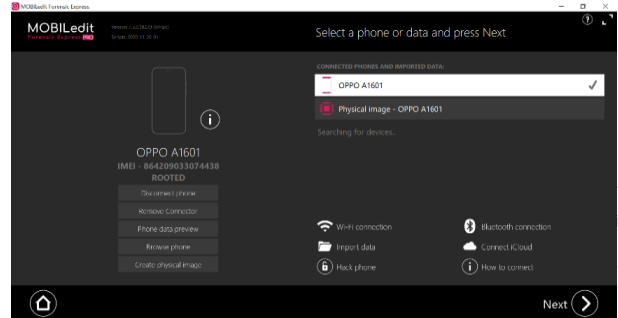 MOBILedit Forensic Express
MOBILedit
Forensic Express PRO
Select a phone or data and press Next
CONNECTED PHONES AND IMPORTED DATA:
OPPO A1601
Physical image - OPPO A1601
Searching for devices..
OPPO A1601
IMEI - 864209033074438
ROOTED
Disconnect phone
Remove Connector
Phone data preview
Browse phone
Create physical image
Wi-Fi connection
Bluetooth connection
Import data
Connect iCloud
Hack phone
How to connect
Next